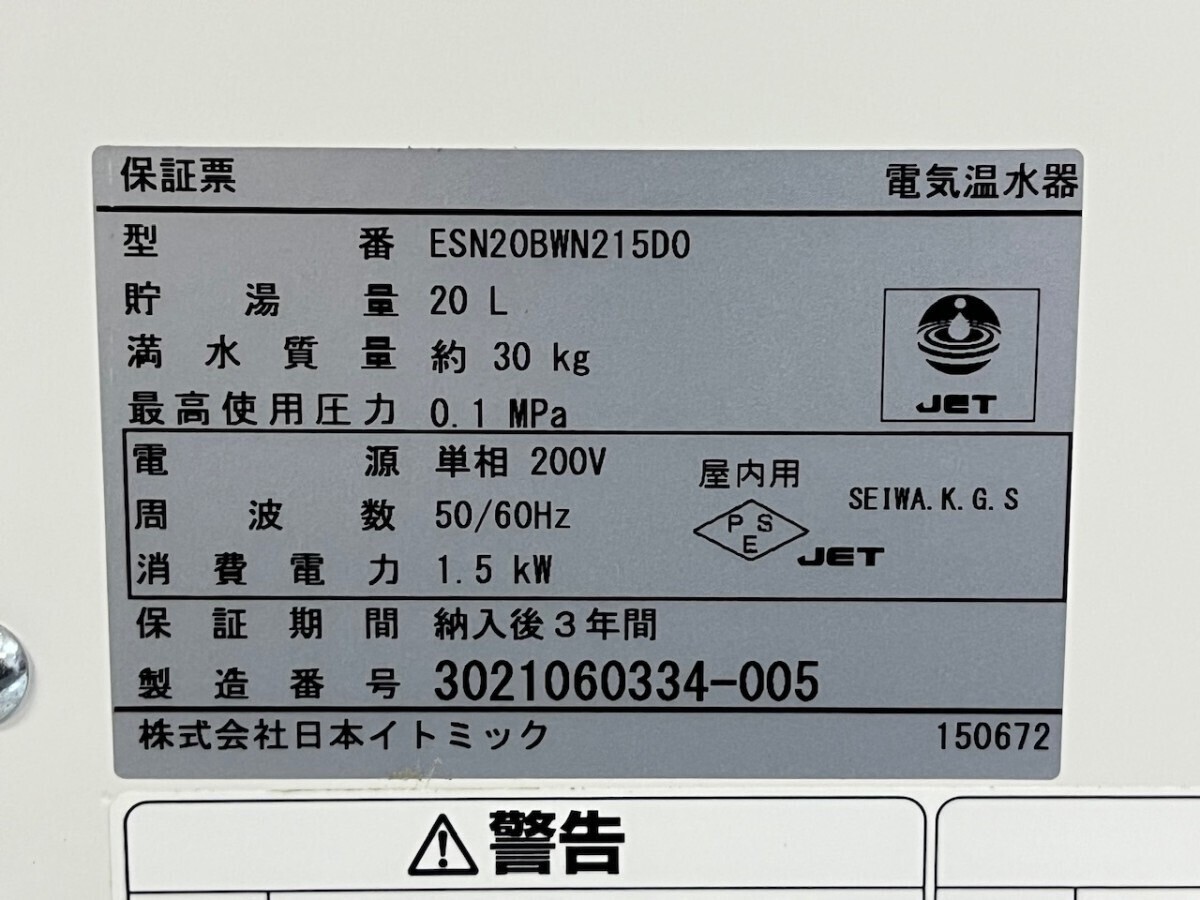 保証票 電気温水器
型番 ESN20BWN215D0
貯湯量 20 L
満水質量 約 30 kg
最高使用圧力 0.1 MPa
JET
電源 単相 200V
屋内用
周波数 50/60Hz
PSE
JET
SEIWA.K.G.S
消費電力 1.5 kW
保証期間 納入後3年間
製造番号 3021060334-005
株式会社日本イトミック 150672
警告